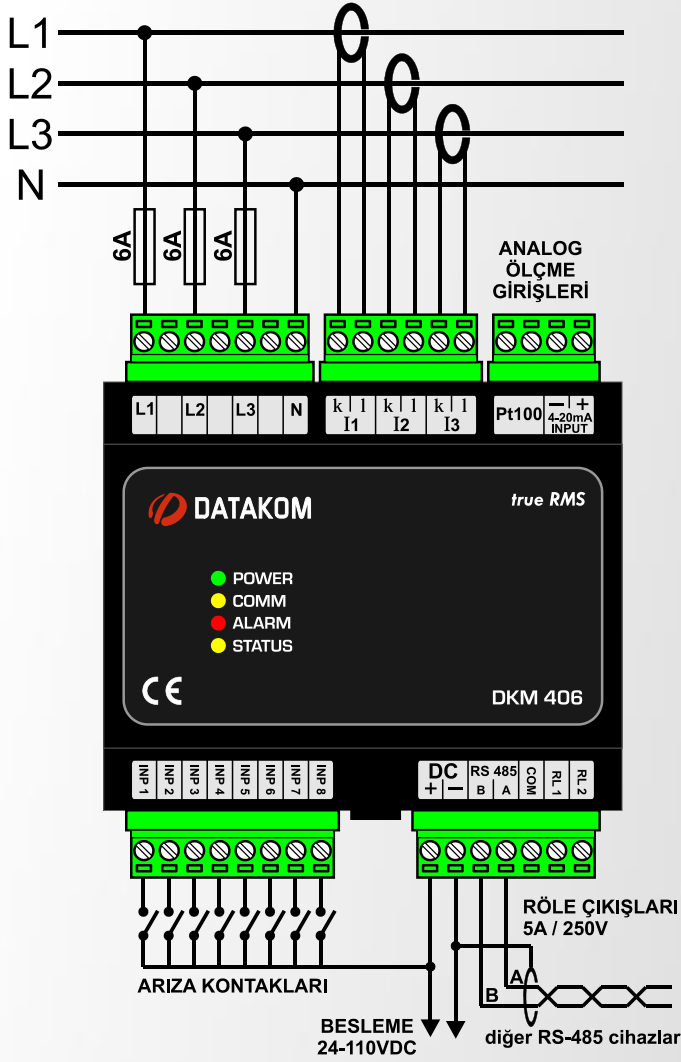 L1
L2
L3
N
6A
6A
6A
ANALOG
ÖLÇME
GİRİŞLERİ
L1 L2 L3 N
k l k l k l
I1 I2 I3
Pt100 − +
4-20mA
INPUT
DATAKOM
true RMS
POWER
COMM
ALARM
STATUS
CE
DKM 406
INP 1 INP 2 INP 3 INP 4 INP 5 INP 6 INP 7 INP 8
DC RS 485 COM RL 1 RL 2
+ − B A
RÖLE ÇIKIŞLARI
5A / 250V
ARIZA KONTAKLARI
A
B
BESLEME
24-110VDC
diğer RS-485 cihazlar